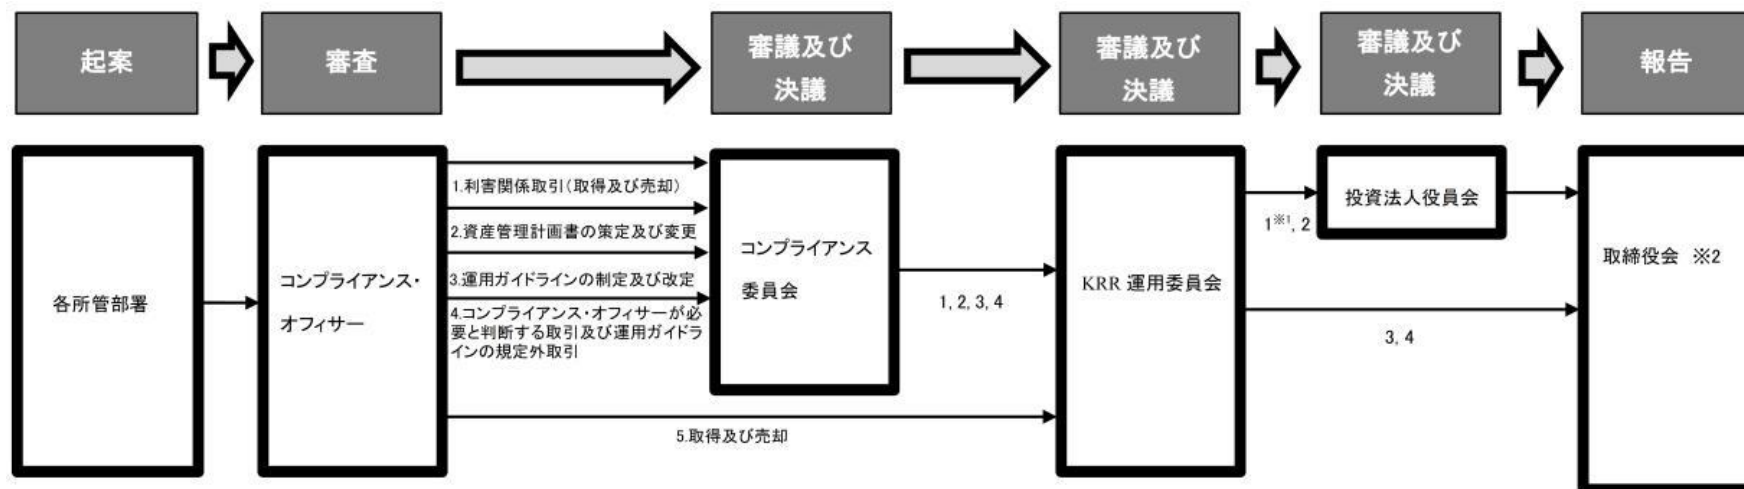 起案
審査
審議及び
決議
審議及び
決議
審議及び
決議
報告
各所管部署
コンプライアンス・
オフィサー
1.利害関係取引(取得及び売却)
2.資産管理計画書の策定及び変更
3.運用ガイドラインの制定及び改定
4.コンプライアンス・オフィサーが必
要と判断する取引及び運用ガイドラ
インの規定外取引
5.取得及び売却
コンプライアンス
委員会
1, 2, 3, 4
KRR 運用委員会
1※1, 2
3, 4
投資法人役員会
取締役会 ※2